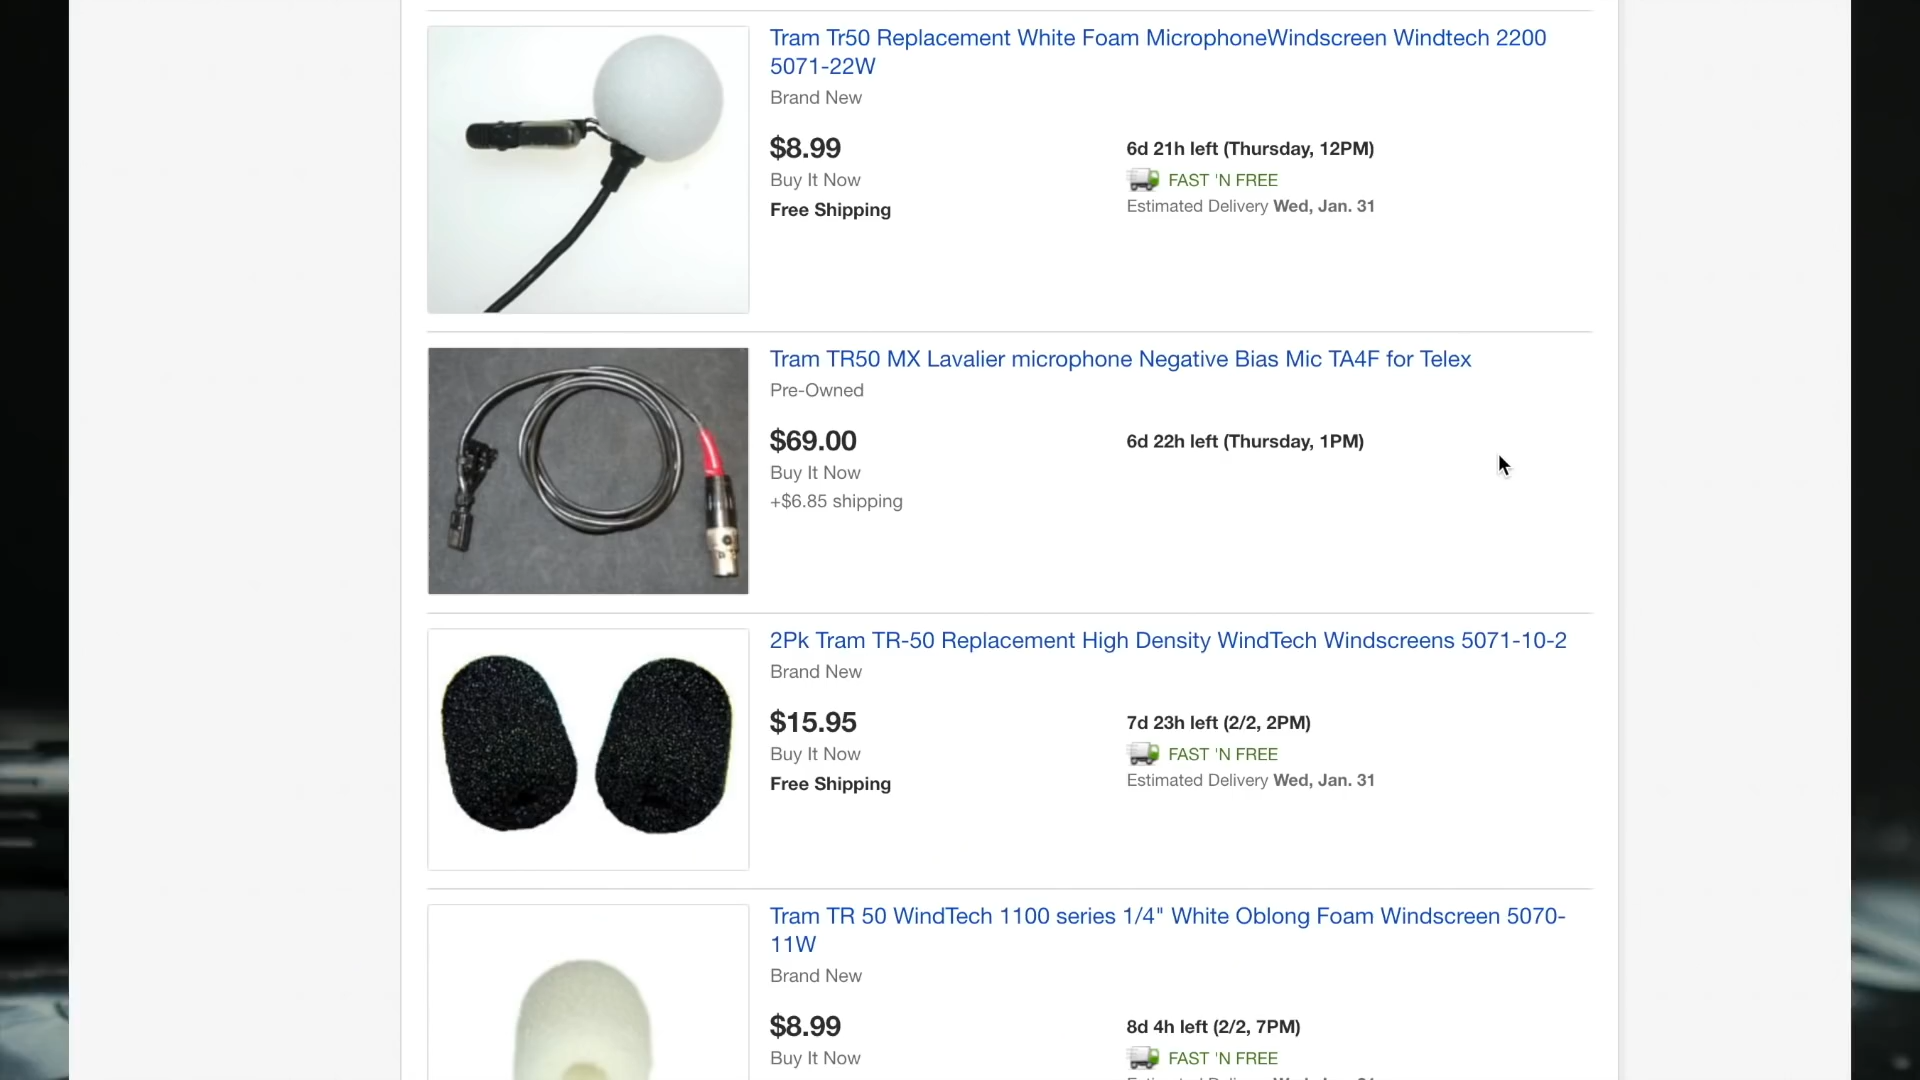 Tram Tr50 Replacement White Foam MicrophoneWindscreen Windtech 2200
5071-22W
Brand New
$8.99
6d 21h left (Thursday, 12PM)
Buy It Now
FAST 'N FREE
Free Shipping
Estimated Delivery Wed, Jan. 31
Tram TR50 MX Lavalier microphone Negative Bias Mic TA4F for Telex
Pre-Owned
$69.00
6d 22h left (Thursday, 1PM)
Buy It Now
+$6.85 shipping
2Pk Tram TR-50 Replacement High Density WindTech Windscreens 5071-10-2
Brand New
$15.95
7d 23h left (2/2, 2PM)
Buy It Now
FAST 'N FREE
Free Shipping
Estimated Delivery Wed, Jan. 31
Tram TR 50 WindTech 1100 series 1/4" White Oblong Foam Windscreen 5070-
11W
Brand New
$8.99
8d 4h left (2/2, 7PM)
Buy It Now
FAST 'N FREE